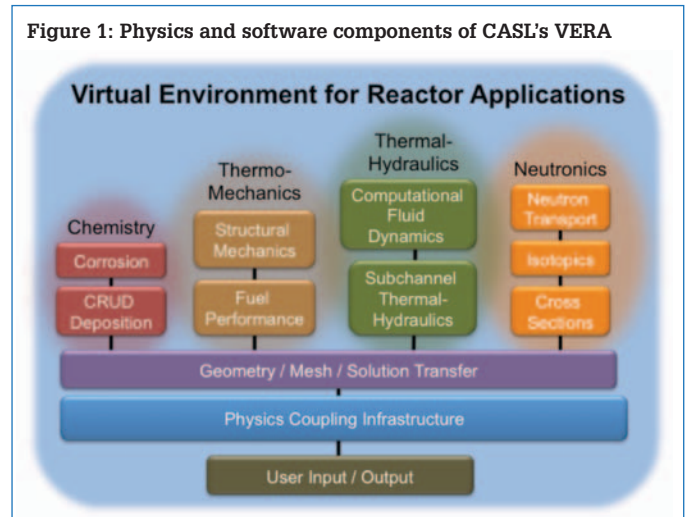 Figure 1: Physics and software components of CASL's VERA
Virtual Environment for Reactor Applications
Chemistry
Corrosion
CRUD
Deposition
Thermo-
Mechanics
Structural
Mechanics
Fuel
Performance
Thermal-
Hydraulics
Computational
Fluid
Dynamics
Subchannel
Thermal-
Hydraulics
Neutronics
Neutron
Transport
Isotopics
Cross
Sections
Geometry / Mesh / Solution Transfer
Physics Coupling Infrastructure
User Input / Output